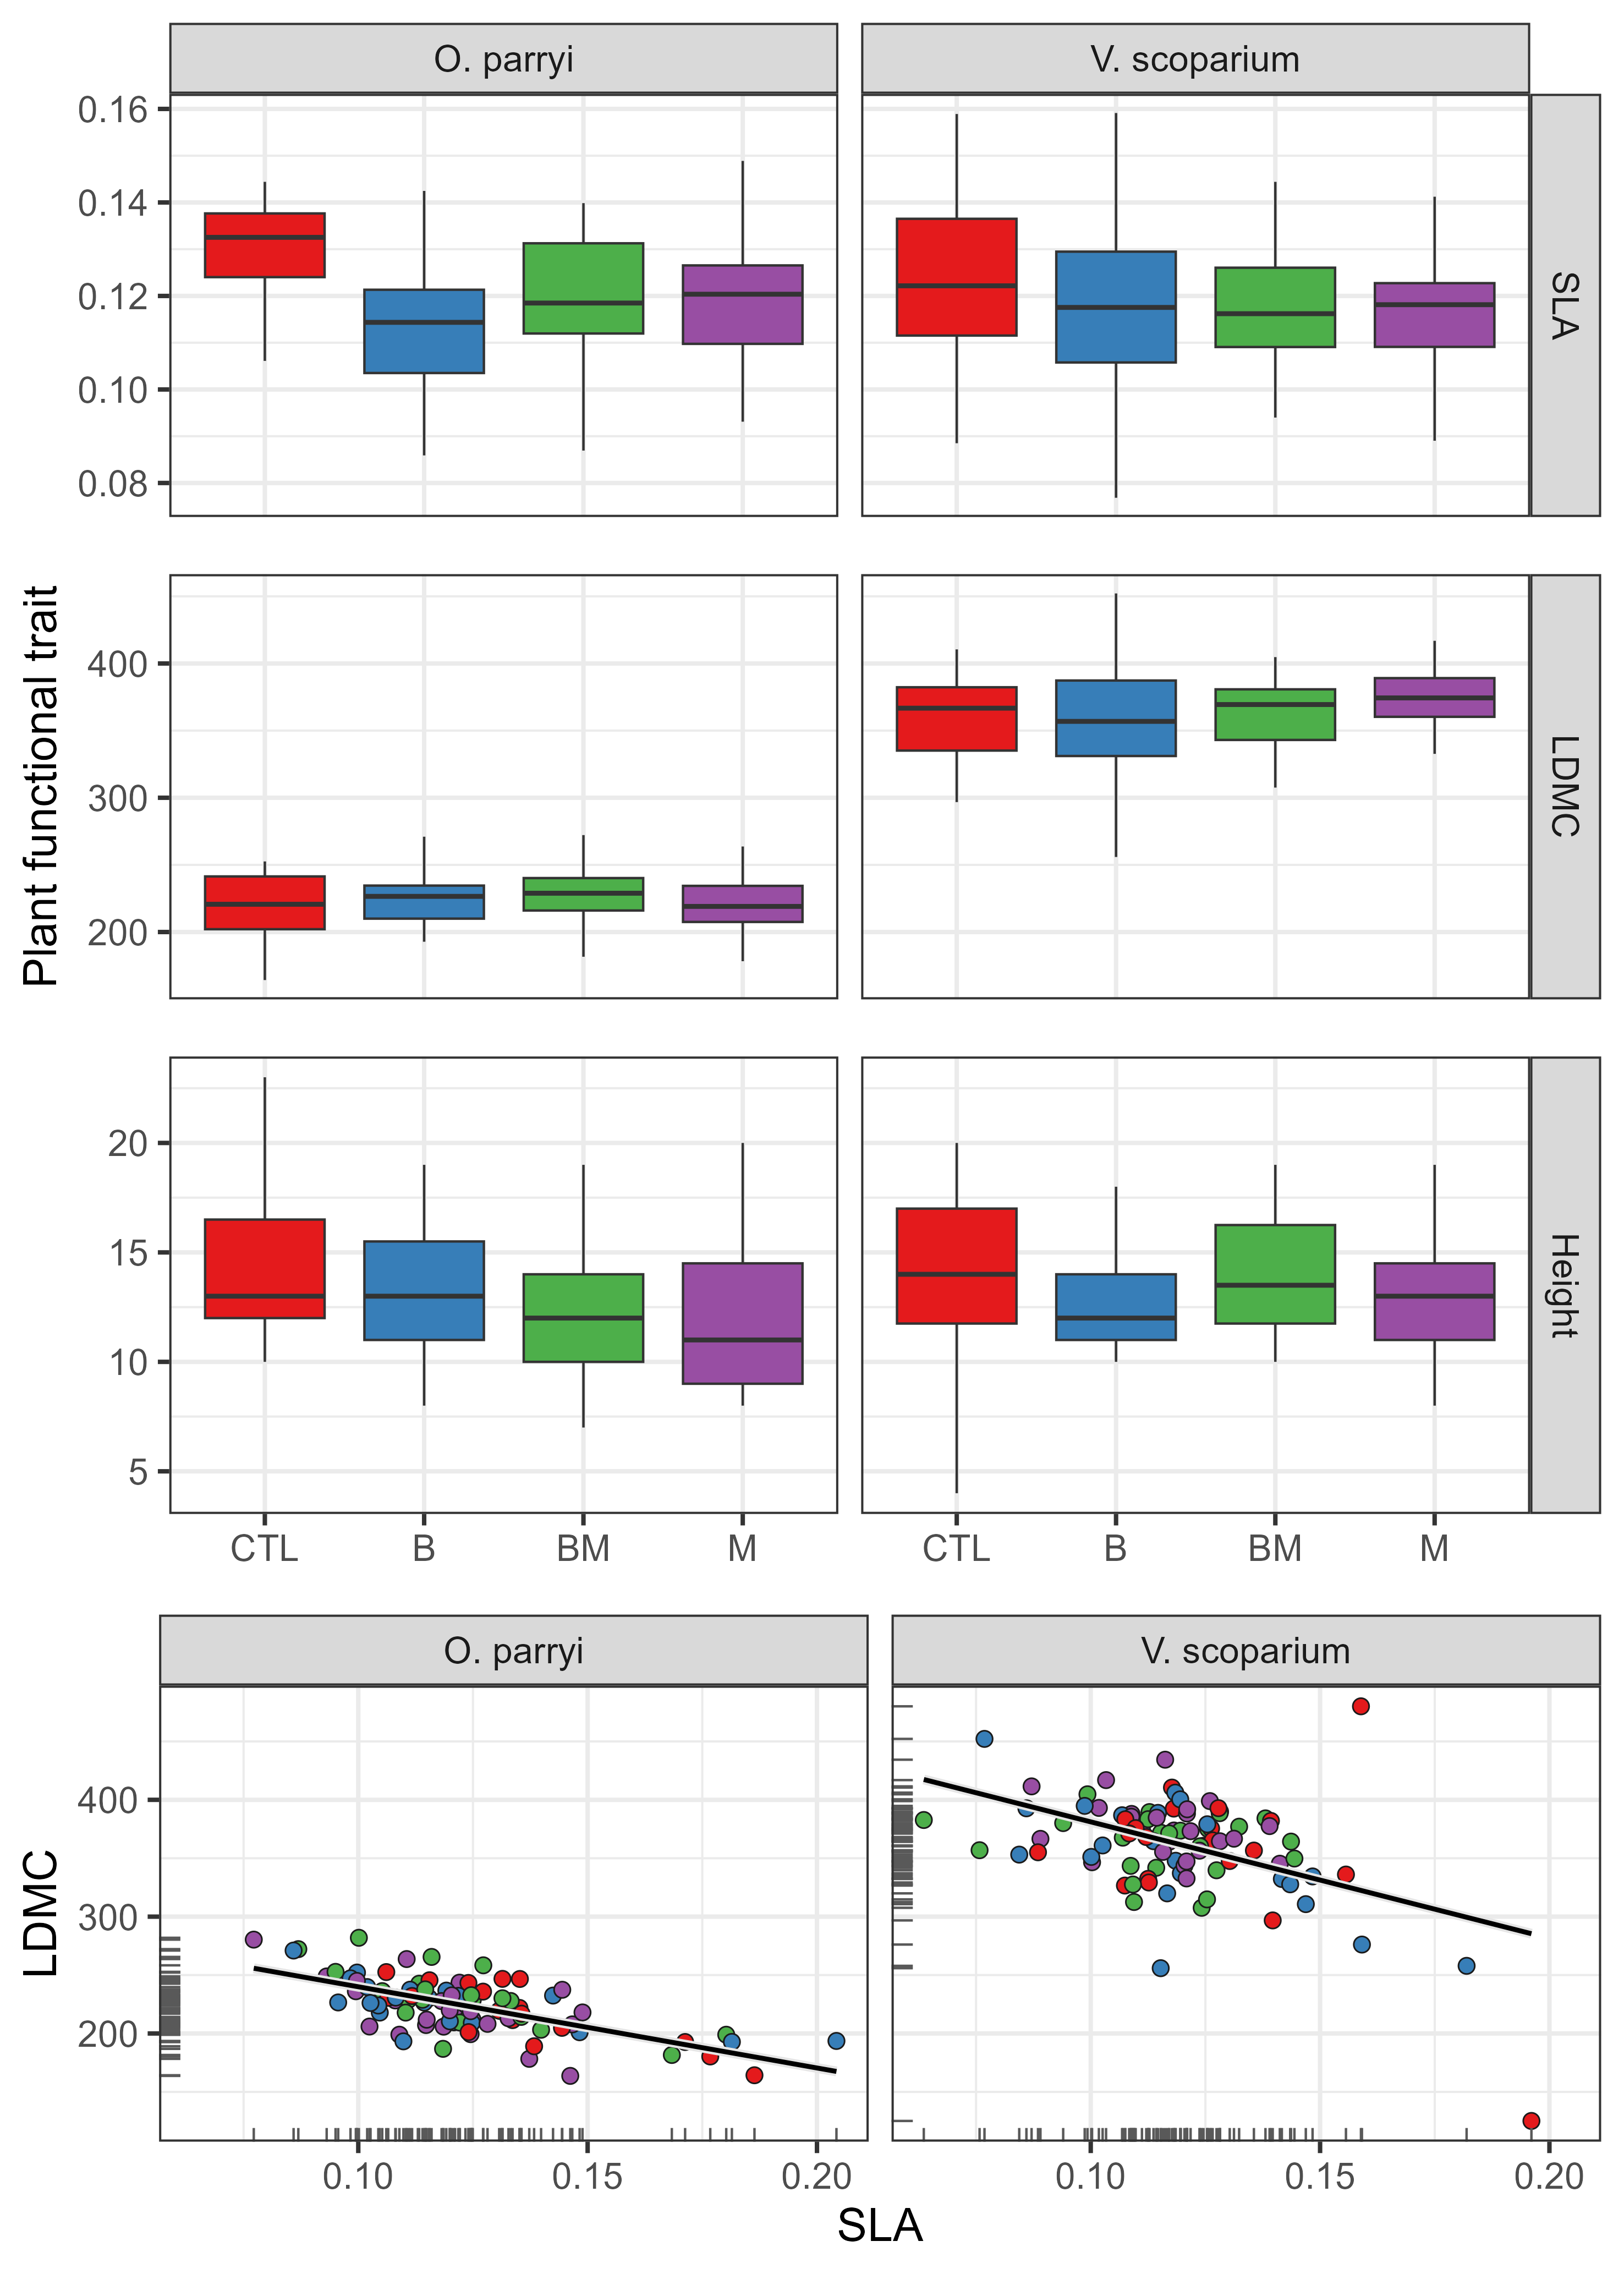 O. parryi
V. scoparium
0.16
0.14
0.12
0.10
0.08
SLA
Plant functional trait
400
300
200
LDMC
20
15
10
5
Height
CTL
B
BM
M
CTL
B
BM
M
O. parryi
V. scoparium
LDMC
400
300
200
0.10
0.15
0.20
0.10
0.15
0.20
SLA